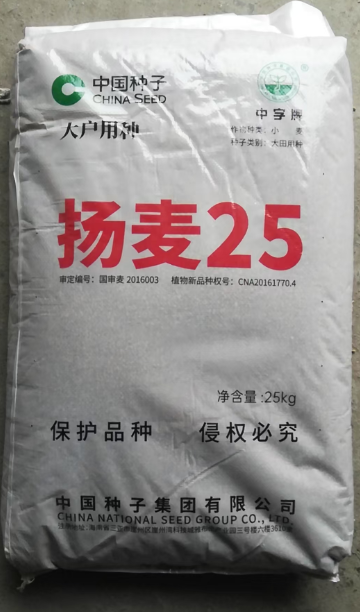 中国种子
CHINA SEED
大户用种
中字牌
作物种类：小 麦
种子类别：大田用种
扬麦25
审定编号：国审麦 2016003 植物新品种权号：CNA20161770.4
净含量:25kg
保护品种 侵权必究
中国种子集团有限公司
CHINA NATIONAL SEED GROUP CO., LTD.